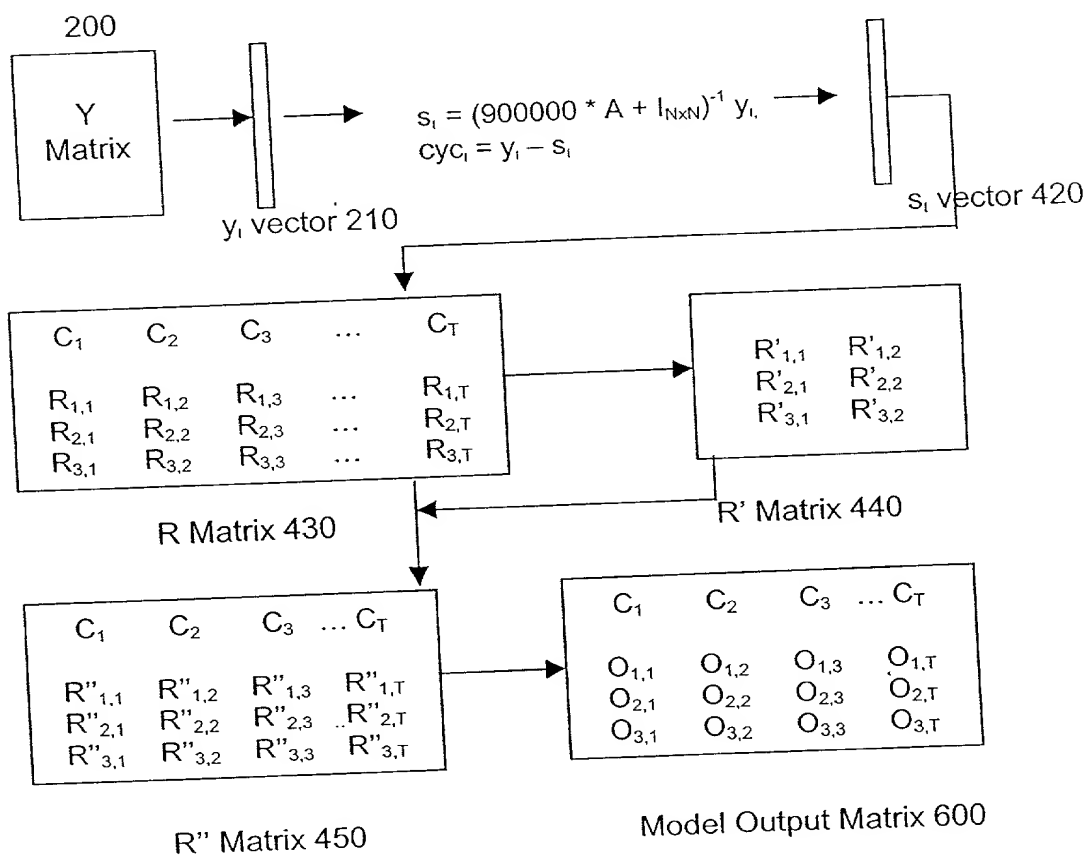 200
Y
Matrix
yᵢ vector 210
sᵢ = (900000 * A + I_NxN)⁻¹ yᵢ,
cycᵢ = yᵢ – sᵢ
sᵢ vector 420
C₁ C₂ C₃ … C_T
R₁,₁ R₁,₂ R₁,₃ … R₁,T
R₂,₁ R₂,₂ R₂,₃ … R₂,T
R₃,₁ R₃,₂ R₃,₃ … R₃,T
R Matrix 430
R’₁,₁ R’₁,₂
R’₂,₁ R’₂,₂
R’₃,₁ R’₃,₂
R’ Matrix 440
C₁ C₂ C₃ … C_T
R”₁,₁ R”₁,₂ R”₁,₃ R”₁,T
R”₂,₁ R”₂,₂ R”₂,₃ ..R”₂,T
R”₃,₁ R”₃,₂ R”₃,₃ R”₃,T
R” Matrix 450
C₁ C₂ C₃ … C_T
O₁,₁ O₁,₂ O₁,₃ O₁,T
O₂,₁ O₂,₂ O₂,₃ O₂,T
O₃,₁ O₃,₂ O₃,₃ O₃,T
Model Output Matrix 600